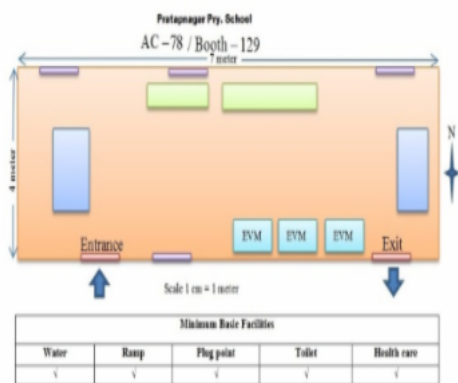 Pratapnagar Pry. School
AC –78 / Booth –129
7 meter
4 meter
N
EVM EVM EVM
Entrance
Exit
Scale 1 cm = 1 meter
Minimum Basic Facilities
Water Ramp Plug point Toilet Health care
√ √ √ √ √